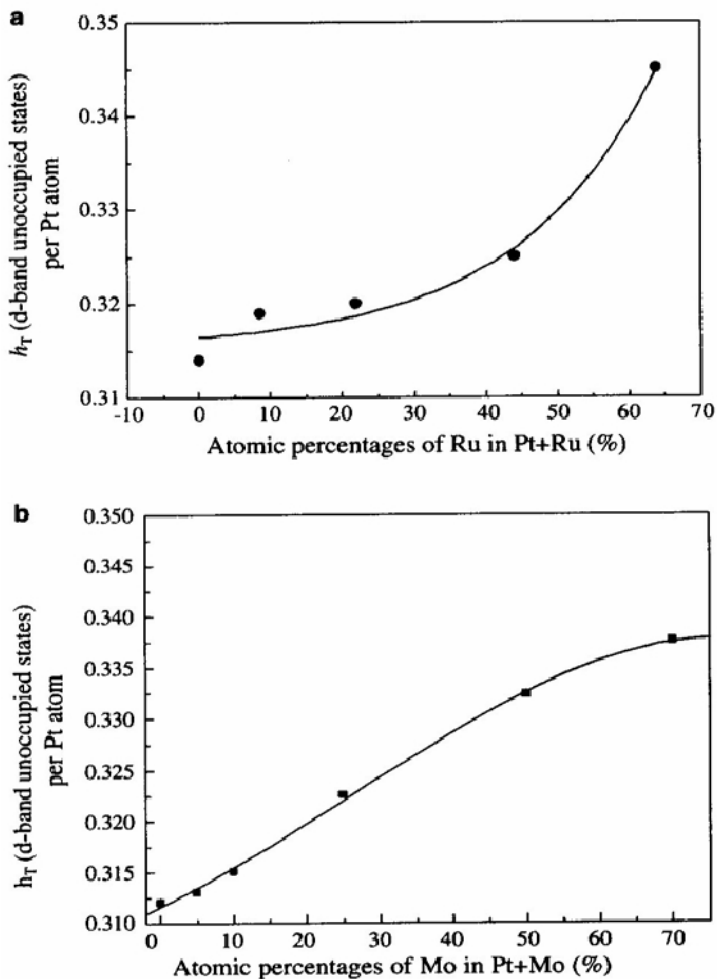 a
0.35
0.34
0.33
0.32
0.31
h_T (d-band unoccupied states)
per Pt atom
-10 0 10 20 30 40 50 60 70
Atomic percentages of Ru in Pt+Ru (%)
b
0.350
0.345
0.340
0.335
0.330
0.325
0.320
0.315
0.310
h_T (d-band unoccupied states)
per Pt atom
0 10 20 30 40 50 60 70
Atomic percentages of Mo in Pt+Mo (%)